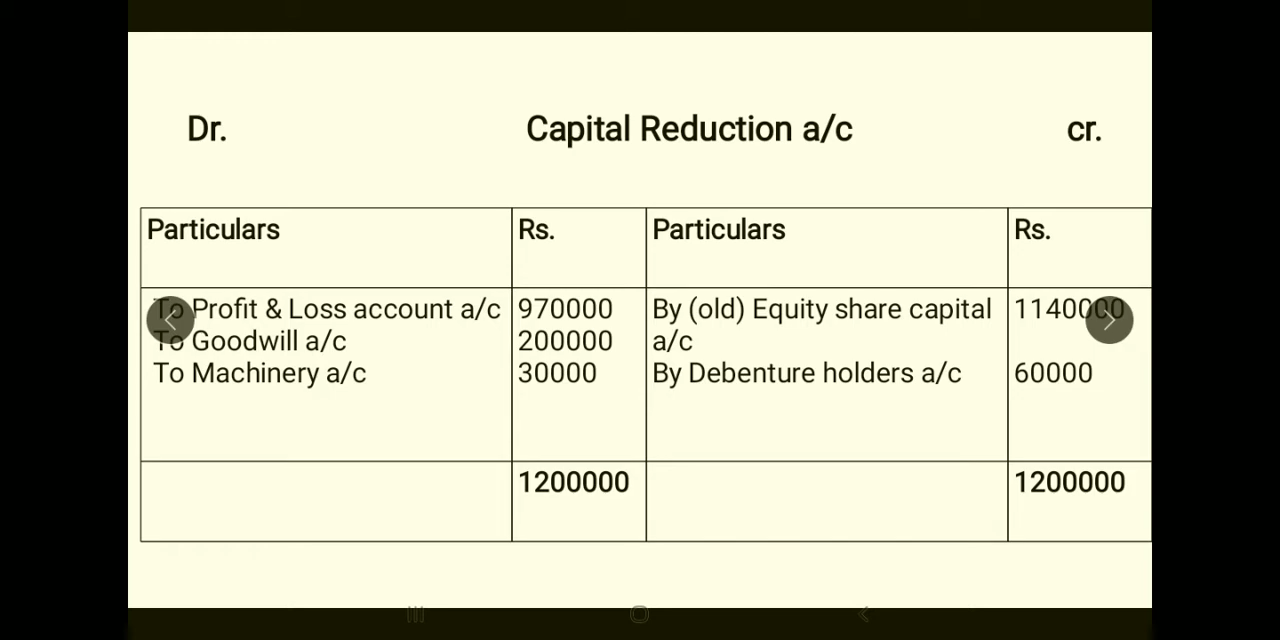 Dr. Capital Reduction a/c cr.
Particulars Rs. Particulars Rs.
To Profit & Loss account a/c 970000 By (old) Equity share capital 1140000
To Goodwill a/c 200000 a/c
To Machinery a/c 30000 By Debenture holders a/c 60000
1200000 1200000